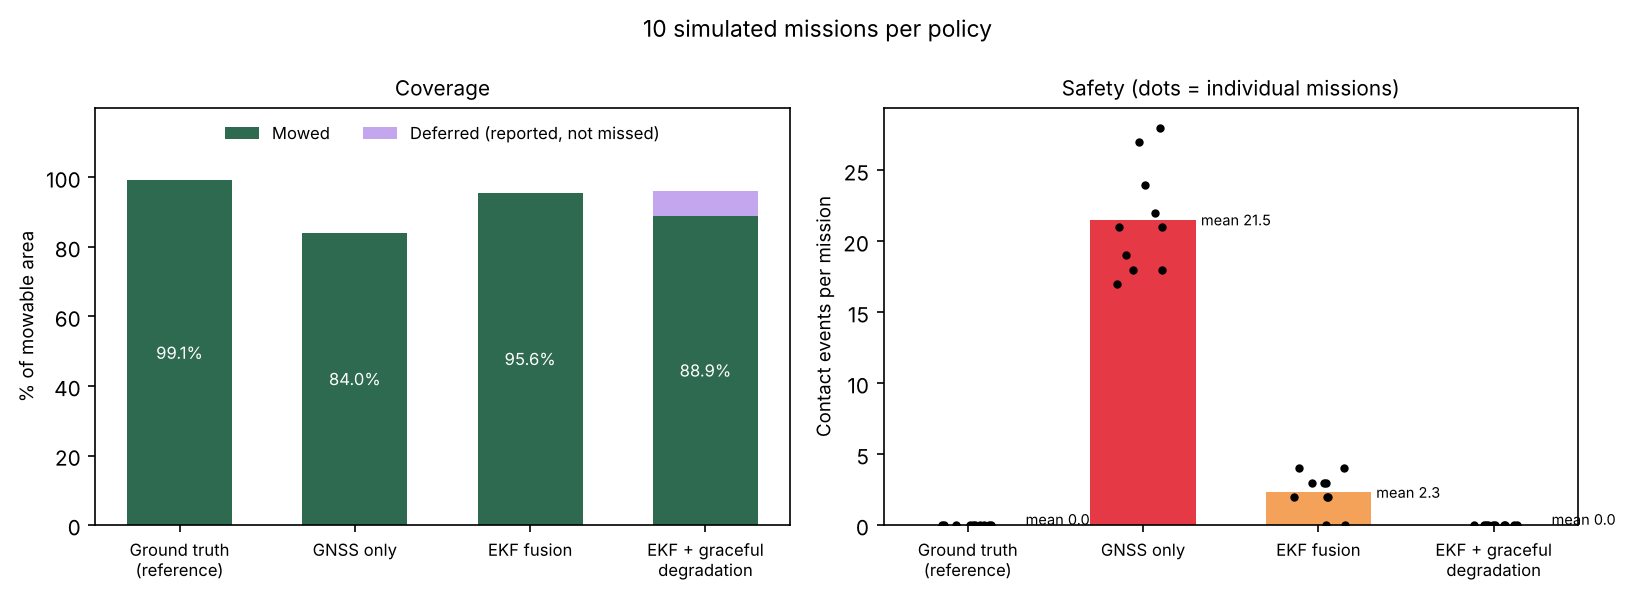 10 simulated missions per policy
Coverage
Mowed
Deferred (reported, not missed)
% of mowable area
100
80
60
40
20
0
99.1%
84.0%
95.6%
88.9%
Ground truth
(reference)
GNSS only
EKF fusion
EKF + graceful
degradation
Safety (dots = individual missions)
Contact events per mission
25
20
15
10
5
0
mean 0.0
mean 21.5
mean 2.3
mean 0.0
Ground truth
(reference)
GNSS only
EKF fusion
EKF + graceful
degradation